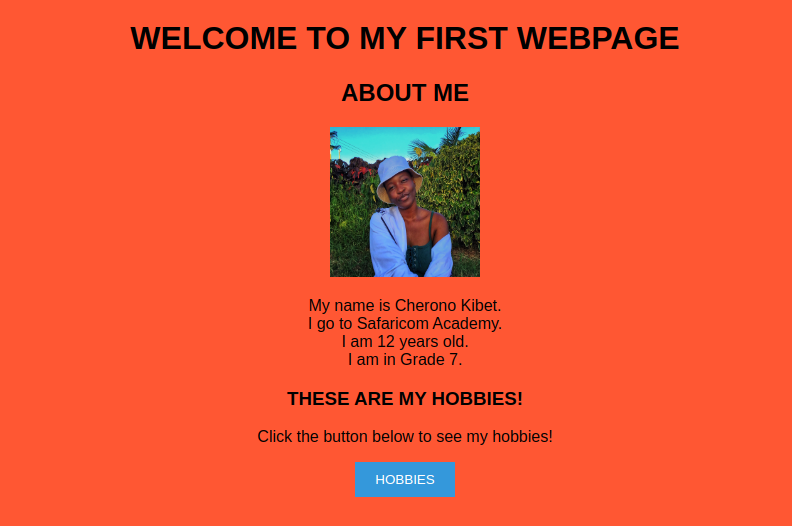 WELCOME TO MY FIRST WEBPAGE
ABOUT ME
My name is Cherono Kibet.
I go to Safaricom Academy.
I am 12 years old.
I am in Grade 7.
THESE ARE MY HOBBIES!
Click the button below to see my hobbies!
HOBBIES